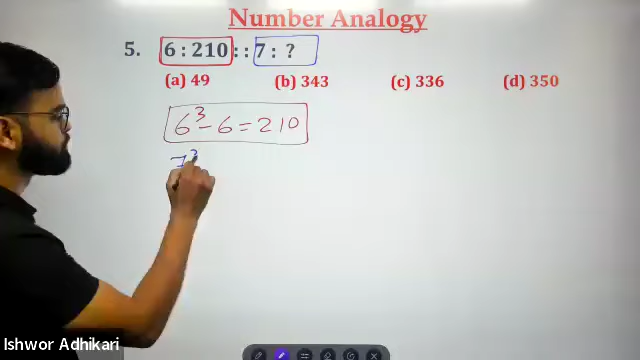 Number Analogy
5. 6 : 210 : : 7 : ?
(a) 49 (b) 343 (c) 336 (d) 350
6³ - 6 = 210
7³
Ishwor Adhikari